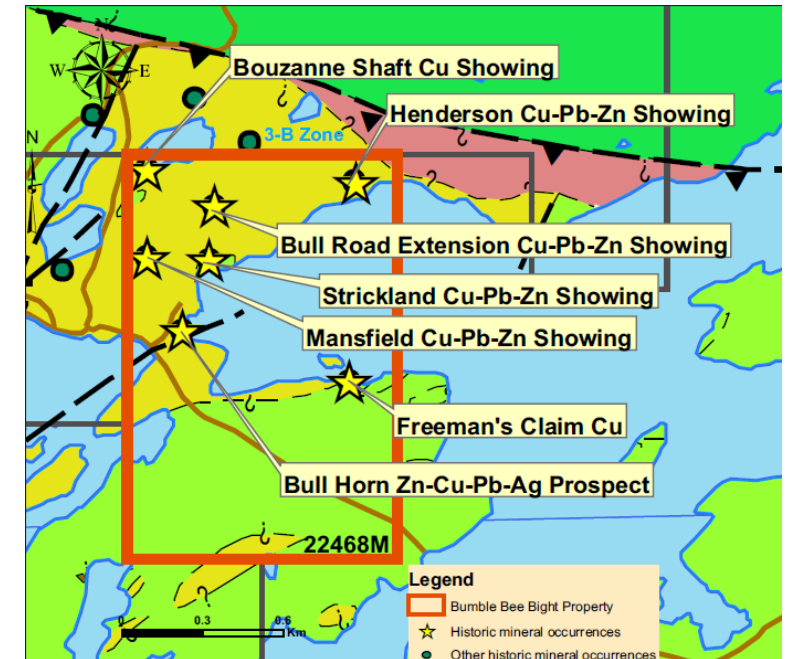 N
W E
Bouzanne Shaft Cu Showing
Henderson Cu-Pb-Zn Showing
3-B Zone
N
?
?
?
?
?
?
Bull Road Extension Cu-Pb-Zn Showing
Strickland Cu-Pb-Zn Showing
Mansfield Cu-Pb-Zn Showing
?
?
Freeman's Claim Cu
Bull Horn Zn-Cu-Pb-Ag Prospect
?
22468M
?
?
Legend
Bumble Bee Bight Property
0 0.3 0.6
Km
Historic mineral occurrences
Other historic mineral occurrences